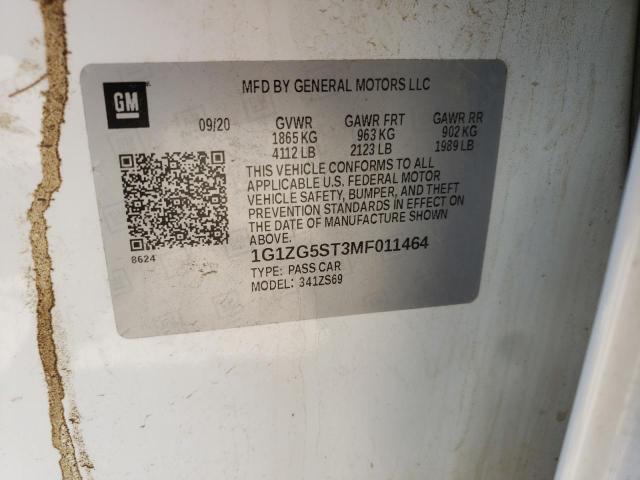 GM
MFD BY GENERAL MOTORS LLC
09/20 GVWR GAWR FRT GAWR RR
1865 KG 963 KG 902 KG
4112 LB 2123 LB 1989 LB
THIS VEHICLE CONFORMS TO ALL
APPLICABLE U.S. FEDERAL MOTOR
VEHICLE SAFETY, BUMPER, AND THEFT
PREVENTION STANDARDS IN EFFECT ON
THE DATE OF MANUFACTURE SHOWN
ABOVE.
8624
1G1ZG5ST3MF011464
TYPE: PASS CAR
MODEL: 341ZS69